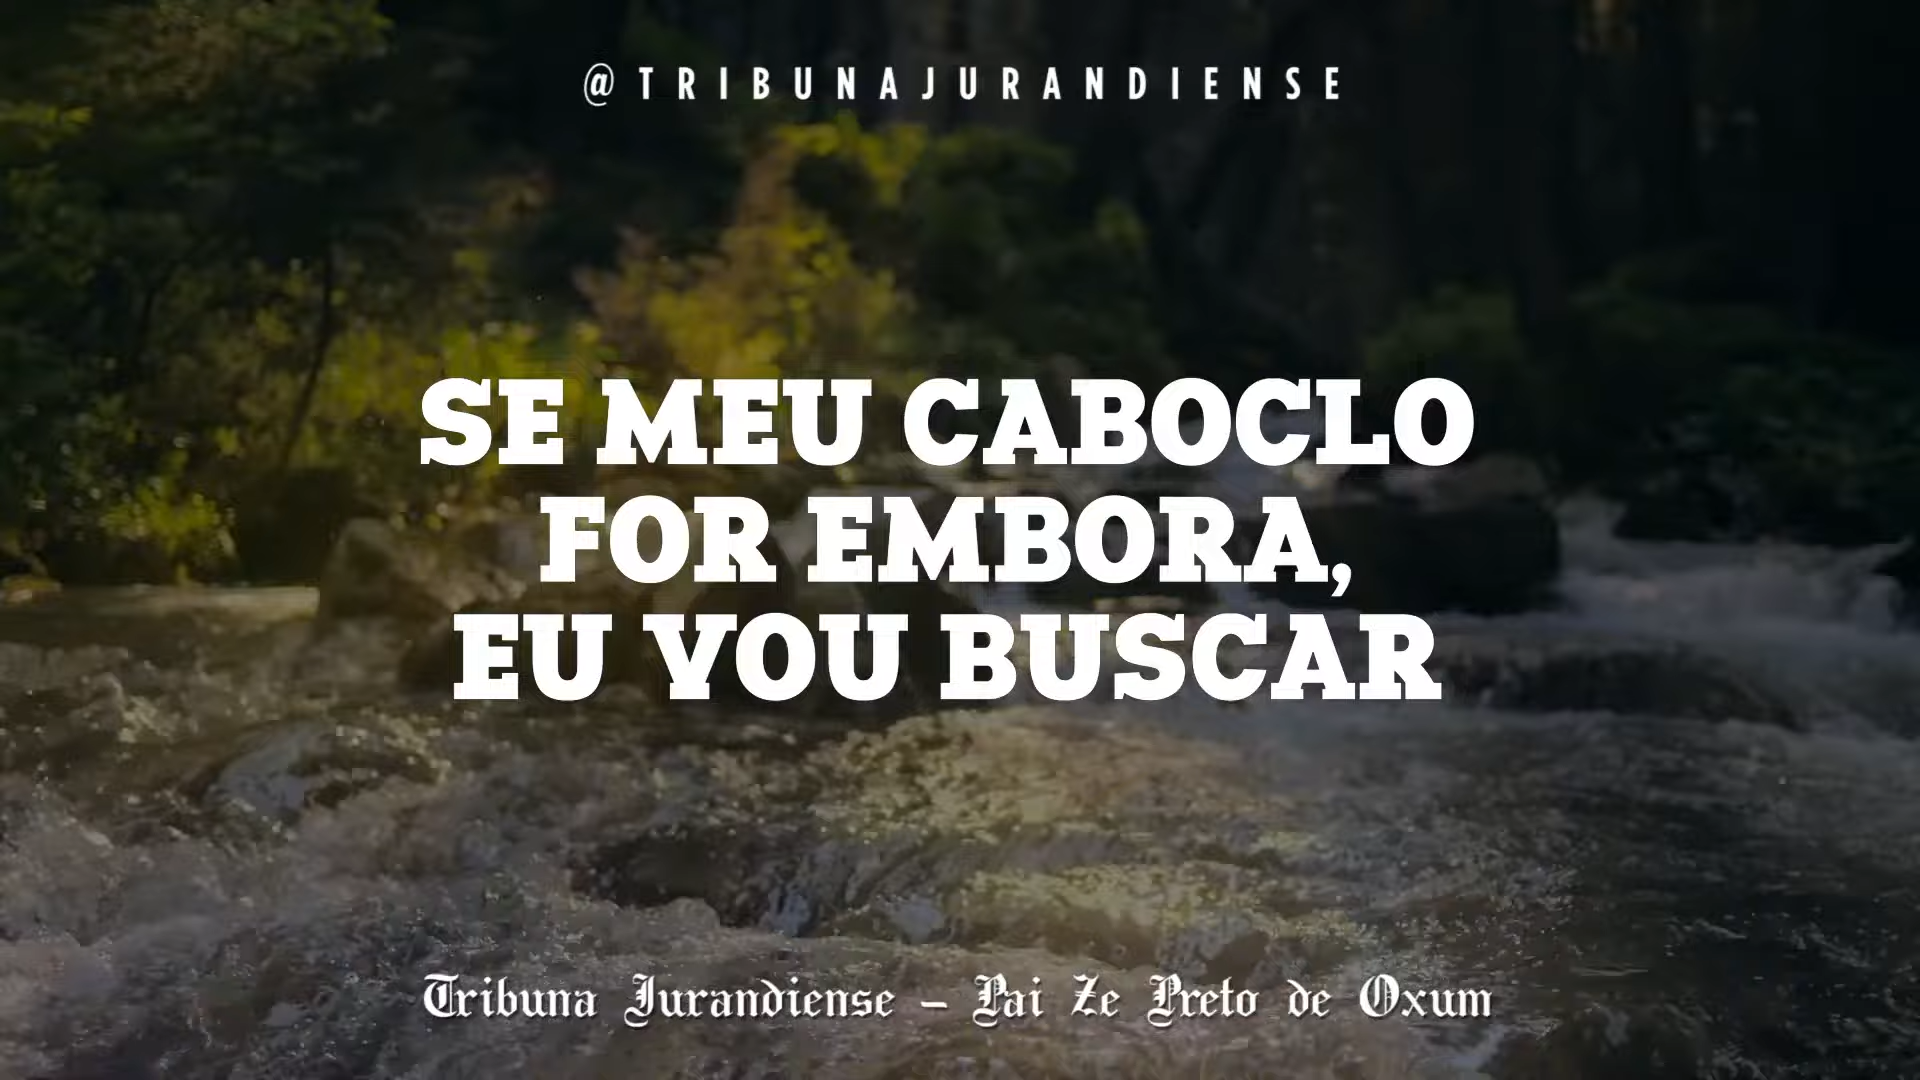 @TRIBUNAJURANDIENSE
SE MEU CABOCLO
FOR EMBORA,
EU VOU BUSCAR
Tribuna Jurandiense – Pai Ze Preto de Oxum